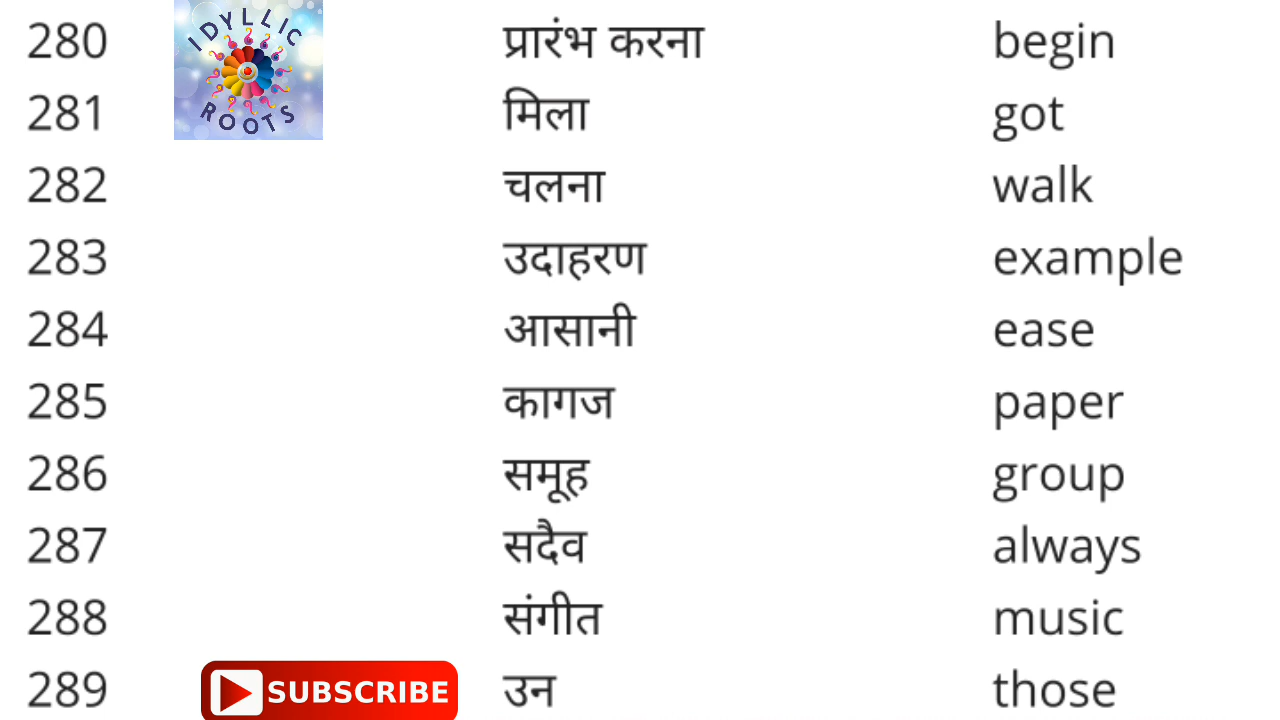 280 प्रारंभ करना begin
IDYLLIC
ROOTS
281 मिला got
282 चलना walk
283 उदाहरण example
284 आसानी ease
285 कागज paper
286 समूह group
287 सदैव always
288 संगीत music
289 उन those
SUBSCRIBE